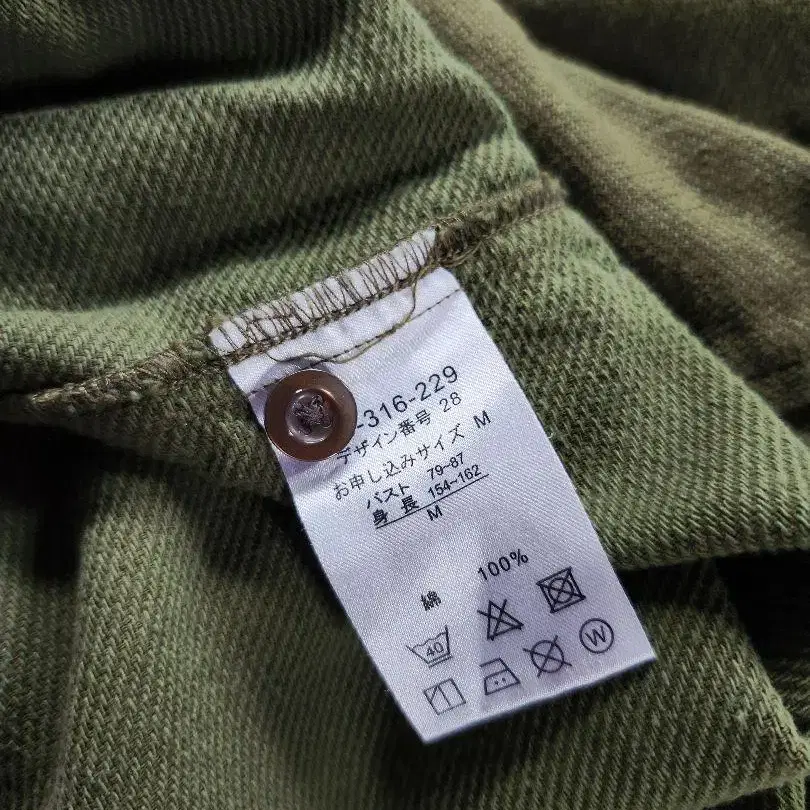 -316-229
デザイン番号 28
お申し込みサイズ M
バスト 79-87
身長 154-162
M
綿 100%
40
W